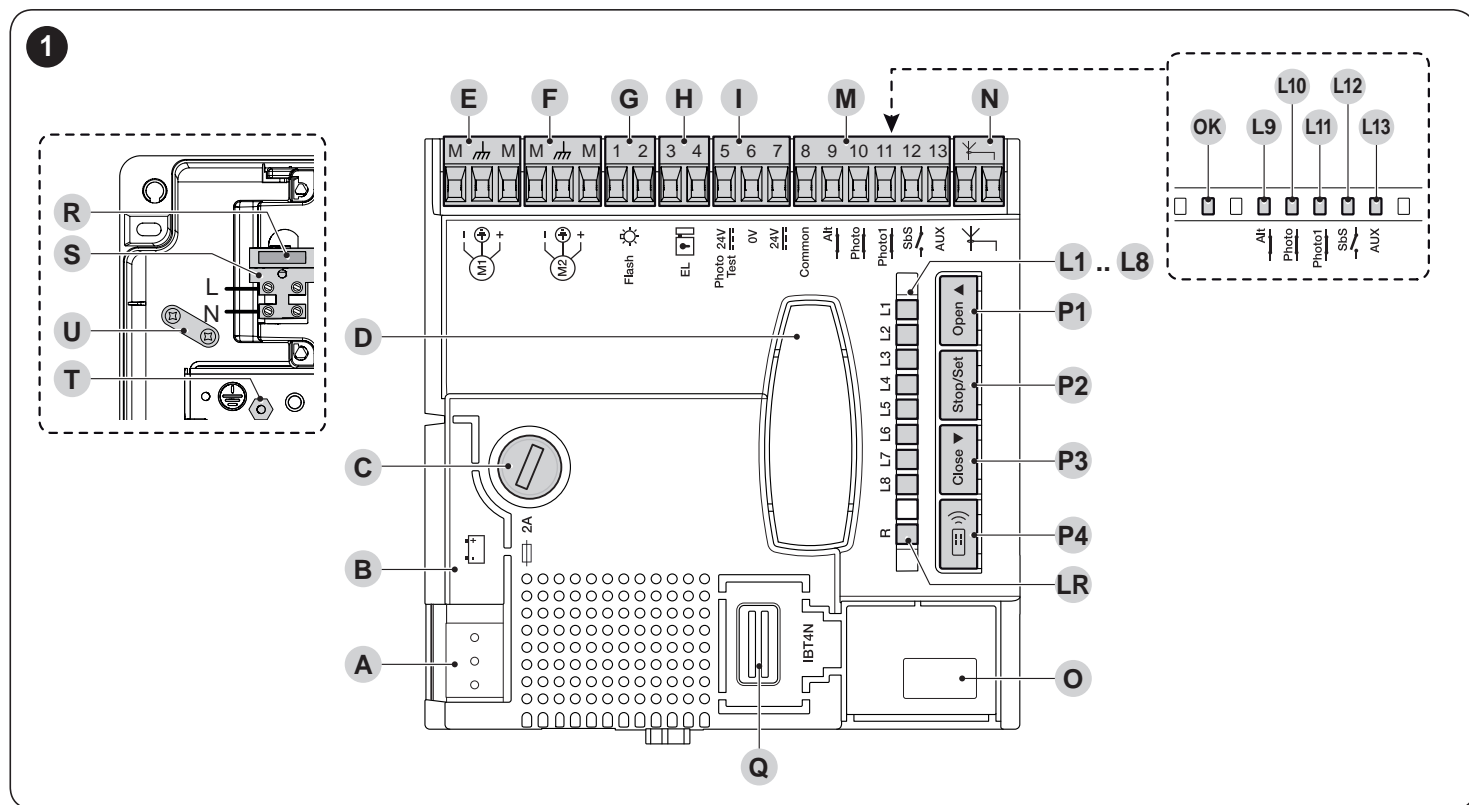 1
E F G H I M N
M M M M 1 2 3 4 5 6 7 8 9 10 11 12 13
- + M1
- + M2
Flash
EL
Photo 24V
Test
0V
24V
Common
Alt
Photo
Photo1
SbS
AUX
L10 L12
OK L9 L11 L13
Alt
Photo
Photo1
SbS
AUX
R
S
L
N
U
T
D
C
2A
B
+
-
A
L1 .. L8
L1
L2
L3
L4
L5
L6
L7
L8
R
Open ▲
Stop/Set
Close ▼
P1
P2
P3
P4
LR
IBT4N
O
Q